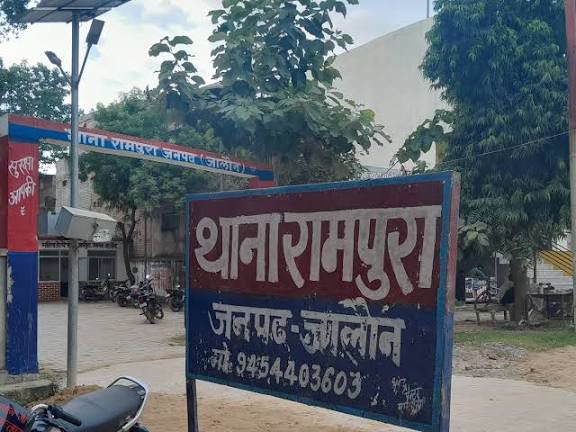 थाना रामपुरा जनपद (जालौन)
सुरक्षा
आपकी
थाना रामपुरा
जनपद-जालौन
मो. 9454403603